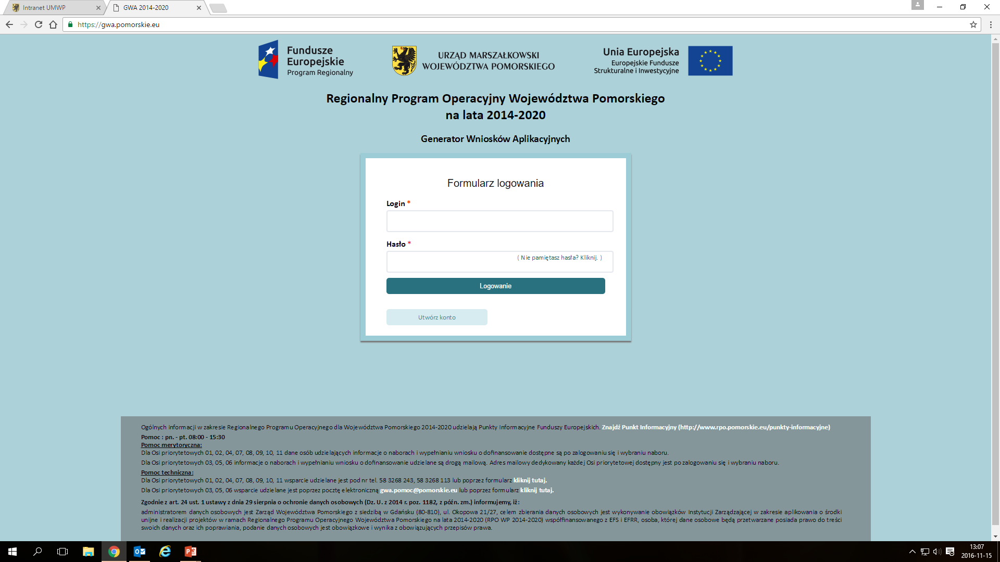 Intranet UMWP
GWA 2014-2020
https://gwa.pomorskie.eu
Fundusze
Europejskie
Program Regionalny
URZĄD MARSZAŁKOWSKI
WOJEWÓDZTWA POMORSKIEGO
Unia Europejska
Europejskie Fundusze
Strukturalne i Inwestycyjne
Regionalny Program Operacyjny Województwa Pomorskiego
na lata 2014-2020
Generator Wniosków Aplikacyjnych
Formularz logowania
Login *
Hasło *
( Nie pamiętasz hasła? Kliknij. )
Logowanie
Utwórz konto
Ogólnych informacji w zakresie Regionalnego Programu Operacyjnego dla Województwa Pomorskiego 2014-2020 udzielają Punkty Informacyjne Funduszy Europejskich. Znajdź Punkt Informacyjny (http://www.rpo.pomorskie.eu/punkty-informacyjne)
Pomoc : pn. - pt. 08:00 - 15:30
Pomoc merytoryczna:
Dla Osi priorytetowych 01, 02, 04, 07, 08, 09, 10, 11 dane osób udzielających informacje o naborach i wypełnianiu wniosku o dofinansowanie dostępne są po zalogowaniu się i wybraniu naboru.
Dla Osi priorytetowych 03, 05, 06 informacje o naborach i wypełnianiu wniosku o dofinansowanie udzielane są drogą mailową. Adres mailowy dedykowany każdej Osi priorytetowej dostępny jest po zalogowaniu się i wybraniu naboru.
Pomoc techniczna:
Dla Osi priorytetowych 01, 02, 04, 07, 08, 09, 10, 11 wsparcie udzielane jest pod nr tel. 58 3268 243, 58 3268 113 lub poprzez formularz kliknij tutaj.
Dla Osi priorytetowych 03, 05, 06 wsparcie udzielane jest poprzez pocztę elektroniczną gwa.pomoc@pomorskie.eu lub poprzez formularz kliknij tutaj.
Zgodnie z art. 24 ust. 1 ustawy z dnia 29 sierpnia o ochronie danych osobowych (Dz. U. z 2014 r. poz. 1182, z późn. zm.) informujemy, iż:
administratorem danych osobowych jest Zarząd Województwa Pomorskiego z siedzibą w Gdańsku (80-810), ul. Okopowa 21/27, celem zbierania danych osobowych jest wykonywanie obowiązków Instytucji Zarządzającej w zakresie aplikowania o środki
unijne i realizacji projektów w ramach Regionalnego Programu Operacyjnego Województwa Pomorskiego na lata 2014-2020 (RPO WP 2014-2020) współfinansowanego z EFS i EFRR, osoba, której dane osobowe będą przetwarzane posiada prawo do treści
swoich danych oraz ich poprawiania, podanie danych osobowych jest obowiązkowe i wynika z obowiązujących przepisów prawa.
13:07
2016-11-15